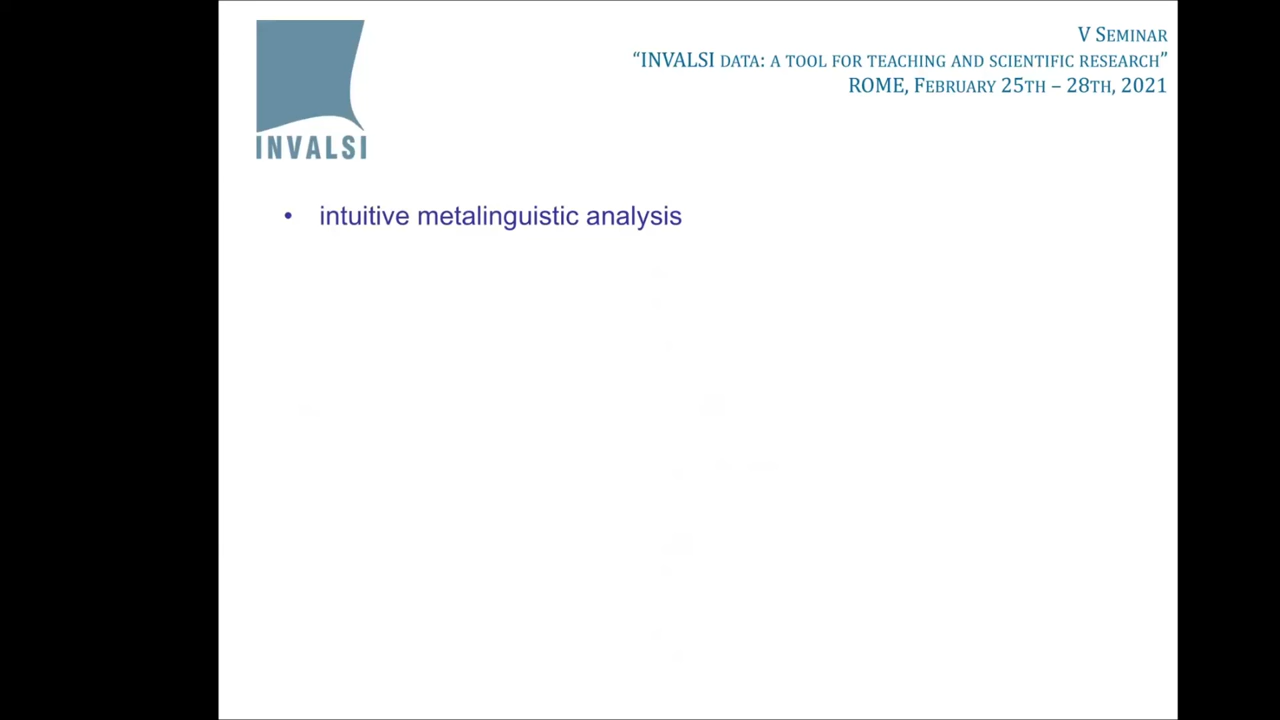 V Seminar
“INVALSI data: a tool for teaching and scientific research”
ROME, February 25th – 28th, 2021
INVALSI
• intuitive metalinguistic analysis